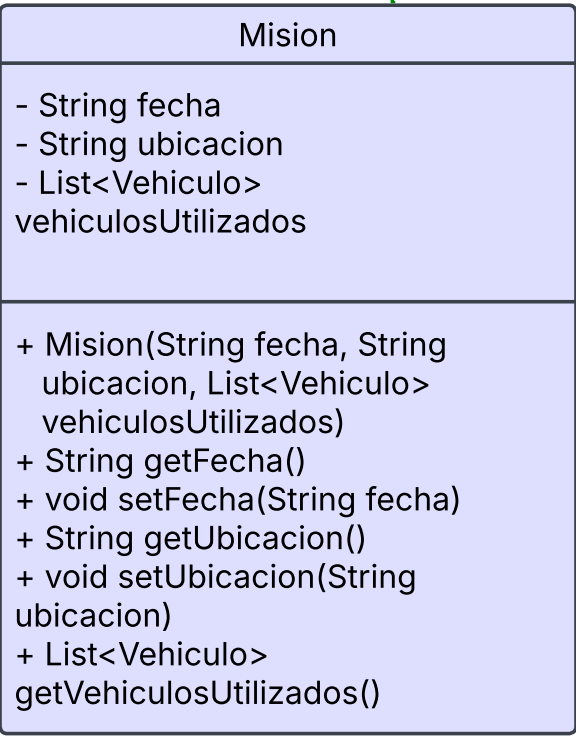 Mision
- String fecha
- String ubicacion
- List<Vehiculo>
vehiculosUtilizados
+ Mision(String fecha, String
ubicacion, List<Vehiculo>
vehiculosUtilizados)
+ String getFecha()
+ void setFecha(String fecha)
+ String getUbicacion()
+ void setUbicacion(String
ubicacion)
+ List<Vehiculo>
getVehiculosUtilizados()